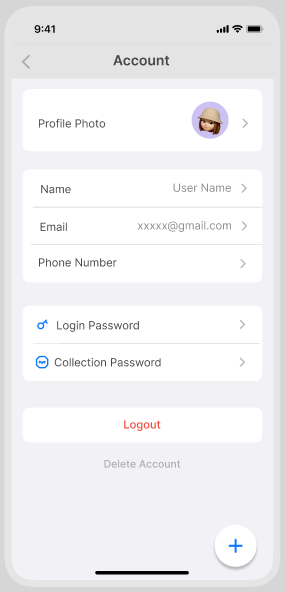 9:41
Account
Profile Photo
Name User Name
Email xxxxx@gmail.com
Phone Number
Login Password
Collection Password
Logout
Delete Account